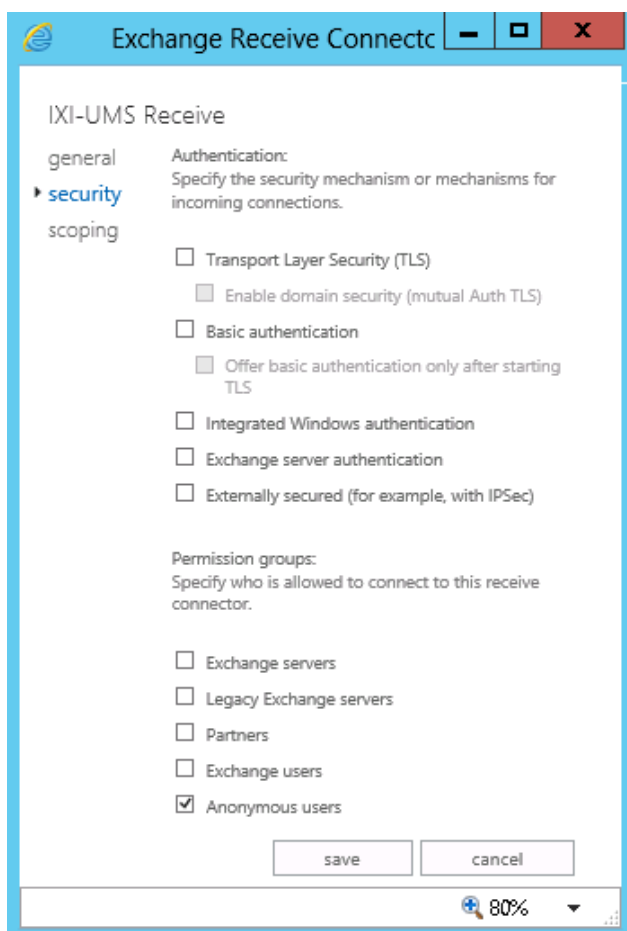 Exchange Receive Connectc
IXI-UMS Receive
general
security
scoping
Authentication:
Specify the security mechanism or mechanisms for
incoming connections.
Transport Layer Security (TLS)
Enable domain security (mutual Auth TLS)
Basic authentication
Offer basic authentication only after starting
TLS
Integrated Windows authentication
Exchange server authentication
Externally secured (for example, with IPSec)
Permission groups:
Specify who is allowed to connect to this receive
connector.
Exchange servers
Legacy Exchange servers
Partners
Exchange users
Anonymous users
save cancel
80%